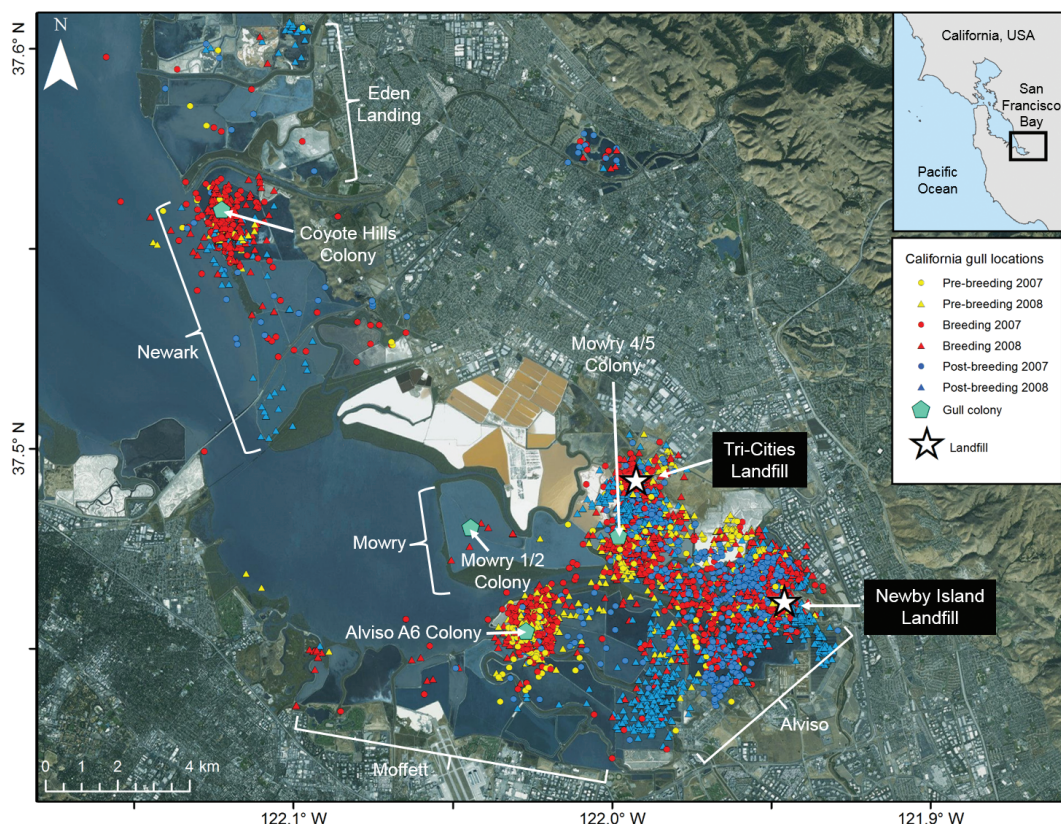 N
37.6° N
37.5° N
Eden
Landing
Coyote Hills
Colony
Newark
Mowry 4/5
Colony
Tri-Cities
Landfill
Mowry
Mowry 1/2
Colony
Newby Island
Landfill
Alviso A6 Colony
Alviso
Moffett
0 1 2 4 km
122.1° W
122.0° W
121.9° W
California, USA
San
Francisco
Bay
Pacific
Ocean
California gull locations
Pre-breeding 2007
Pre-breeding 2008
Breeding 2007
Breeding 2008
Post-breeding 2007
Post-breeding 2008
Gull colony
Landfill